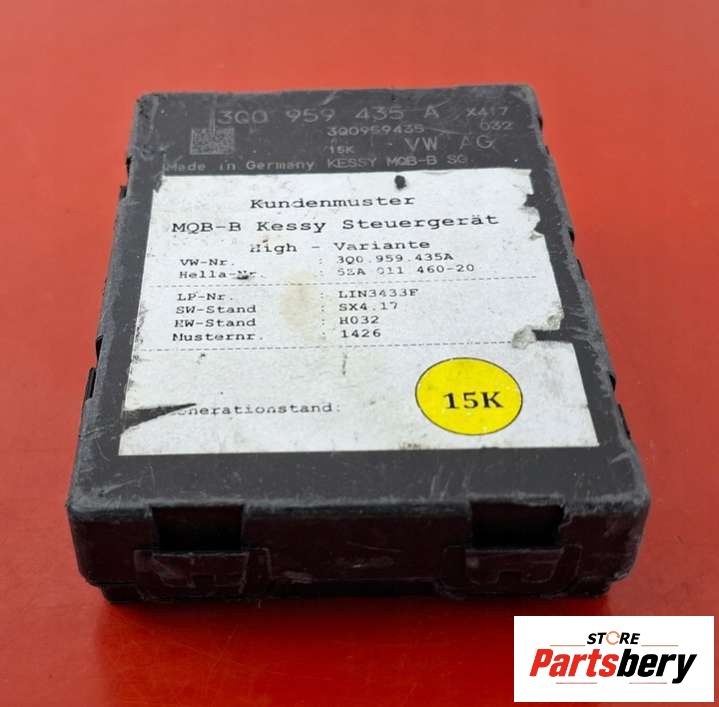 3Q0 959 435 A X417
3Q0959435 032
15K VW AG
Made in Germany KESSY MQB-B SG
Kundenmuster
MQB-B Kessy Steuergerät
High - Variante
VW-Nr. : 3Q0.959.435A
Hella-Nr. : 5ZA 011 460-20
LP-Nr. : LIN3433F
SW-Stand : SX4.17
HW-Stand : H032
Musternr. : 1426
Generationstand:
15K
STORE
Partsbery